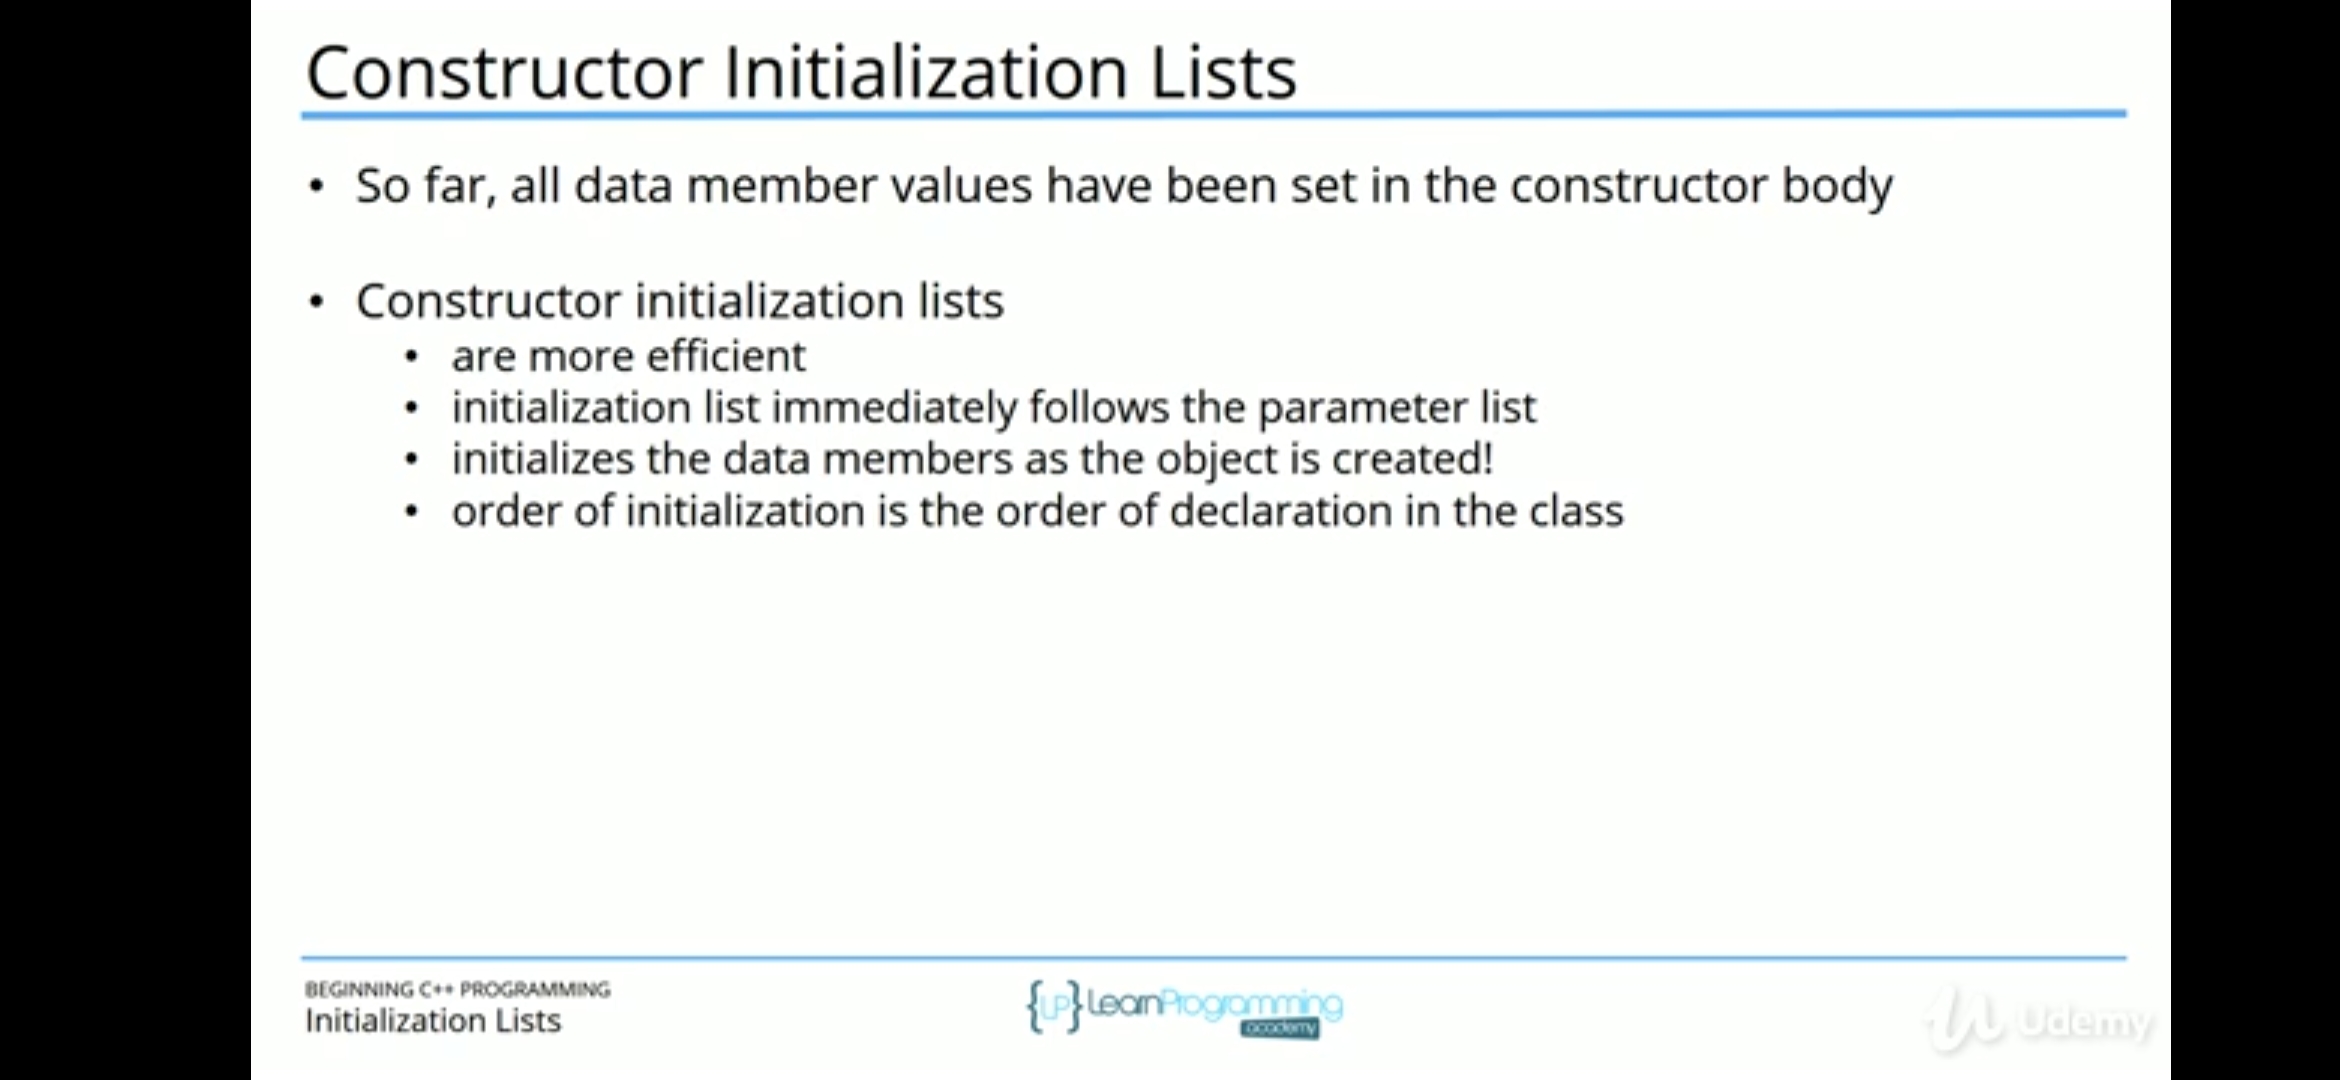 Constructor Initialization Lists
• So far, all data member values have been set in the constructor body
• Constructor initialization lists
• are more efficient
• initialization list immediately follows the parameter list
• initializes the data members as the object is created!
• order of initialization is the order of declaration in the class
BEGINNING C++ PROGRAMMING
Initialization Lists
{LP} LearnProgramming
academy
Udemy